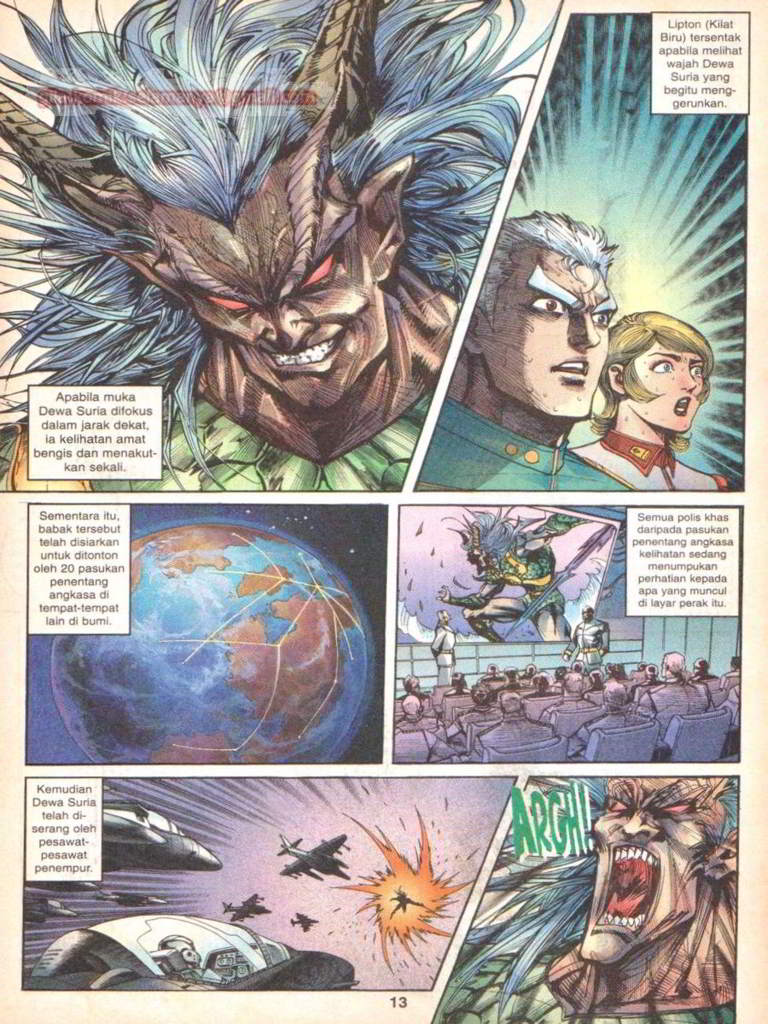 Apabila muka
Dewa Suria difokus
dalam jarak dekat,
ia kelihatan amat
bengis dan menakut-
kan sekali.
Lipton (Kilat
Biru) tersentak
apabila melihat
wajah Dewa
Suria yang
begitu meng-
gerunkan.
Sementara itu,
babak tersebut
telah disiarkan
untuk ditonton
oleh 20 pasukan
penentang
angkasa di
tempat-tempat
lain di bumi.
Semua polis khas
daripada pasukan
penentang angkasa
kelihatan sedang
menumpukan
perhatian kepada
apa yang muncul
di layar perak itu.
Kemudian
Dewa Suria
telah di-
serang oleh
pesawat-
pesawat
penempur.
ARGH!
13